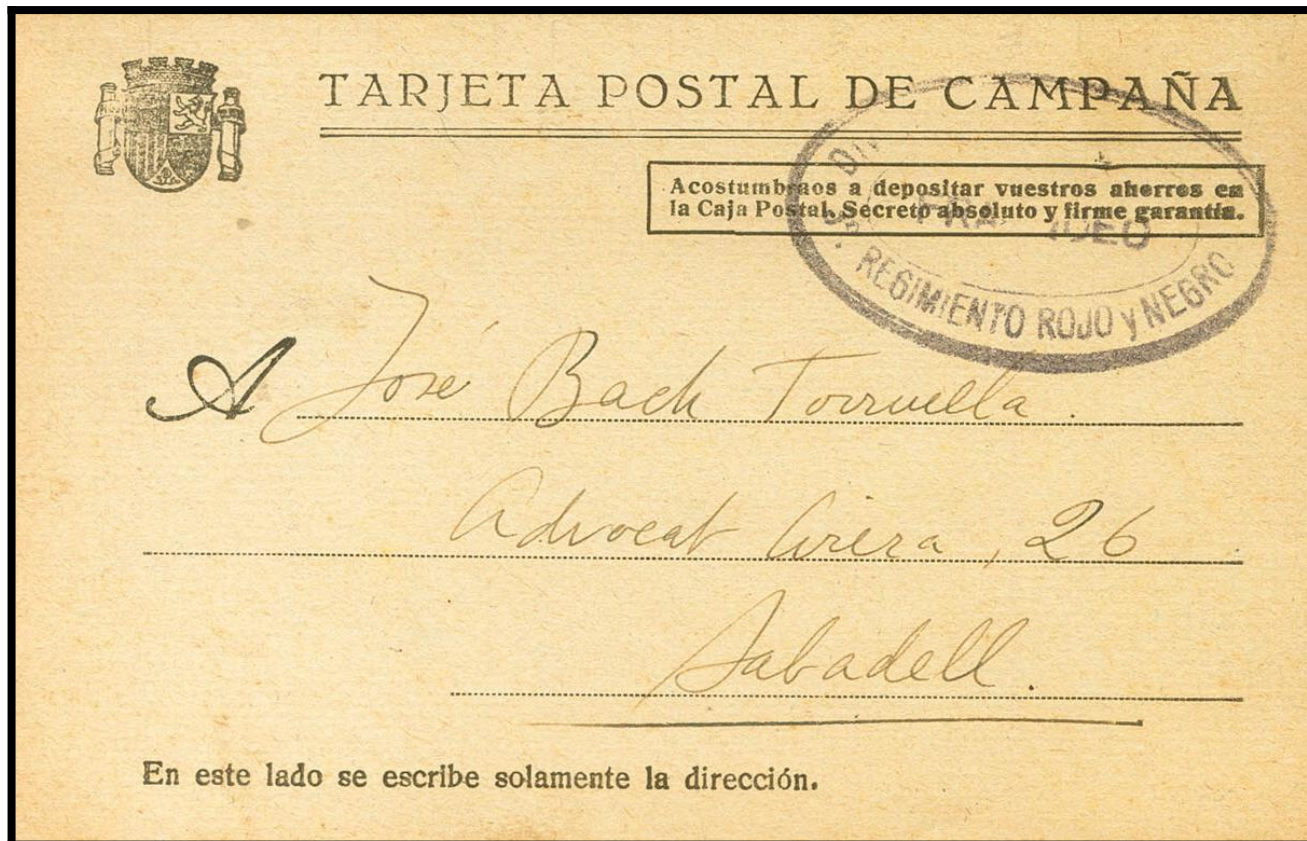 TARJETA POSTAL DE CAMPAÑA
Acostumbraos a depositar vuestros ahorros en
la Caja Postal. Secreto absoluto y firme garantía.
REGIMIENTO ROJO y NEGRO
A José Bach Torruella.
Advocat Cirera, 26
Sabadell.
En este lado se escribe solamente la dirección.